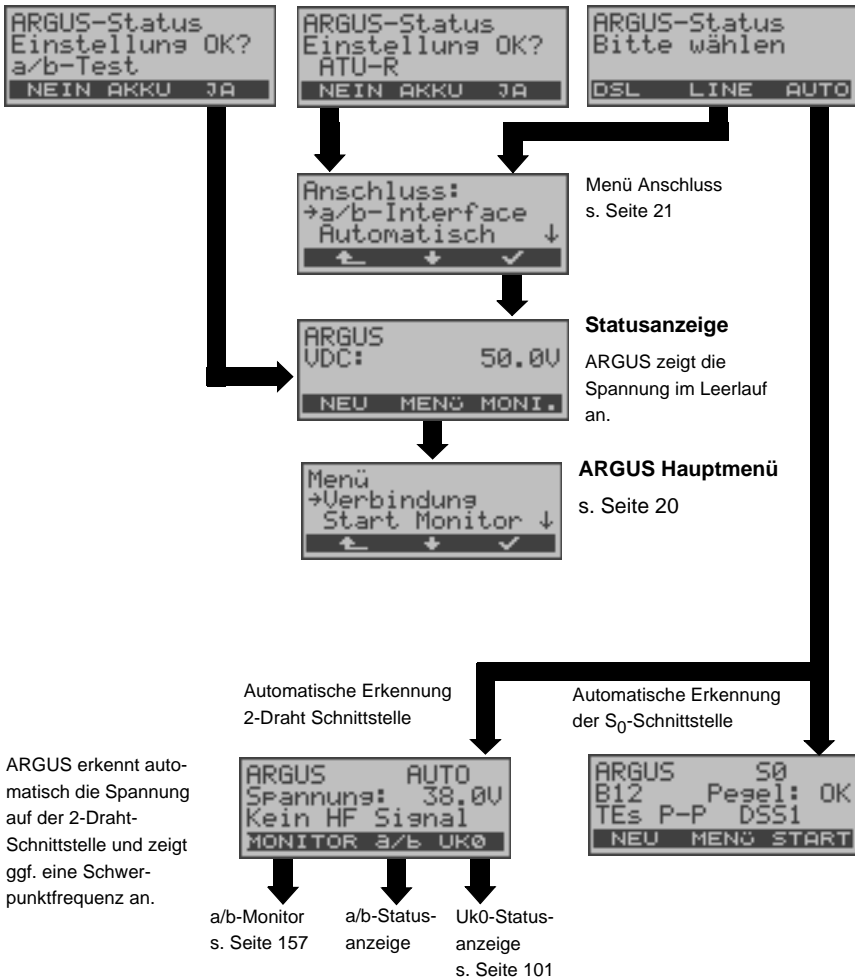 ARGUS-Status
Einstellung OK?
a/b-Test
NEIN AKKU JA
ARGUS-Status
Einstellung OK?
ATU-R
NEIN AKKU JA
ARGUS-Status
Bitte wählen
DSL LINE AUTO
Anschluss:
→a/b-Interface
Automatisch ↓
✓
Menü Anschluss
s. Seite 21
ARGUS
VDC: 50.0V
NEU MENÜ MONI.
Statusanzeige
ARGUS zeigt die
Spannung im Leerlauf
an.
Menü
→Verbindung
Start Monitor ↓
✓
ARGUS Hauptmenü
s. Seite 20
Automatische Erkennung
2-Draht Schnittstelle
Automatische Erkennung
der S0-Schnittstelle
ARGUS erkennt auto-
matisch die Spannung
auf der 2-Draht-
Schnittstelle und zeigt
ggf. eine Schwer-
punktfrequenz an.
ARGUS AUTO
Spannung: 38.0V
Kein HF Signal
MONITOR a/b UK0
ARGUS S0
B12 Pegel: OK
TEs P-P DSS1
NEU MENÜ START
a/b-Monitor
s. Seite 157
a/b-Status-
anzeige
Uk0-Status-
anzeige
s. Seite 101